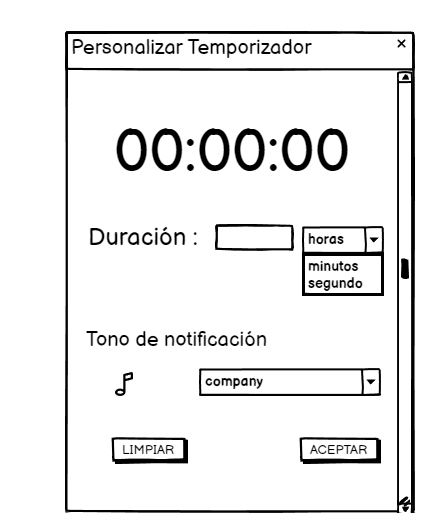 Personalizar Temporizador ×
00:00:00
Duración : horas
minutos
segundo
Tono de notificación
company
LIMPIAR ACEPTAR